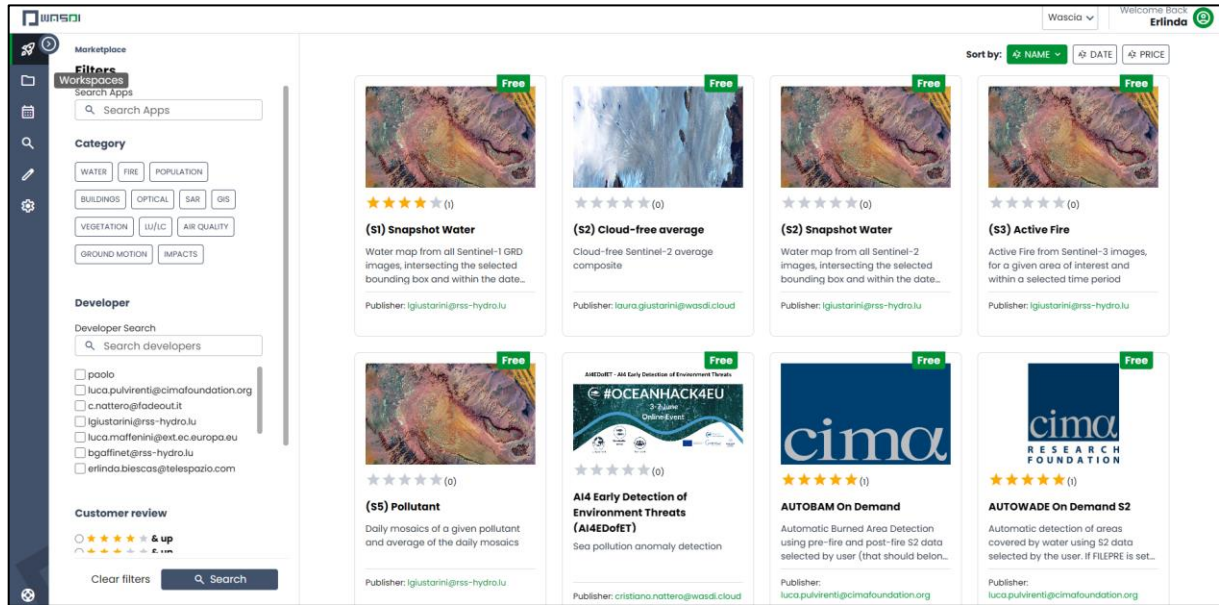 WASDI
Wascia
Welcome Back
Erlinda
Marketplace
Filters
Workspaces
Search Apps
Search Apps
Category
WATER
FIRE
POPULATION
BUILDINGS
OPTICAL
SAR
GIS
VEGETATION
LU/LC
AIR QUALITY
GROUND MOTION
IMPACTS
Developer
Developer Search
Search developers
paolo
luca.pulvirenti@cimafoundation.org
c.nattero@fadeout.it
lgiustarini@rss-hydro.lu
luca.maffenini@ext.ec.europa.eu
bgaffinet@rss-hydro.lu
erlinda.biescas@telespazio.com
Customer review
& up
& up
Clear filters
Search
Sort by:
NAME
DATE
PRICE
Free
(1)
(S1) Snapshot Water
Water map from all Sentinel-1 GRD
images, intersecting the selected
bounding box and within the date...
Publisher: lgiustarini@rss-hydro.lu
Free
(0)
(S2) Cloud-free average
Cloud-free Sentinel-2 average
composite
Publisher: laura.giustarini@wasdi.cloud
Free
(0)
(S2) Snapshot Water
Water map from all Sentinel-2
images, intersecting the selected
bounding box and within the date...
Publisher: lgiustarini@rss-hydro.lu
Free
(0)
(S3) Active Fire
Active Fire from Sentinel-3 images,
for a given area of interest and
within a selected time period
Publisher: lgiustarini@rss-hydro.lu
Free
(0)
(S5) Pollutant
Daily mosaics of a given pollutant
and average of the daily mosaics
Publisher: lgiustarini@rss-hydro.lu
Free
AI4EDofET - AI4 Early Detection of Environment Threats
#OCEANHACK4EU
3-7 June
Online Event
(0)
AI4 Early Detection of
Environment Threats
(AI4EDofET)
Sea pollution anomaly detection
Publisher: cristiano.nattero@wasdi.cloud
Free
cima
(1)
AUTOBAM On Demand
Automatic Burned Area Detection
using pre-fire and post-fire S2 data
selected by user (that should belon...
Publisher:
luca.pulvirenti@cimafoundation.org
Free
cima
RESEARCH
FOUNDATION
(1)
AUTOWADE On Demand S2
Automatic detection of areas
covered by water using S2 data
selected by the user. If FILEPRE is set...
Publisher:
luca.pulvirenti@cimafoundation.org